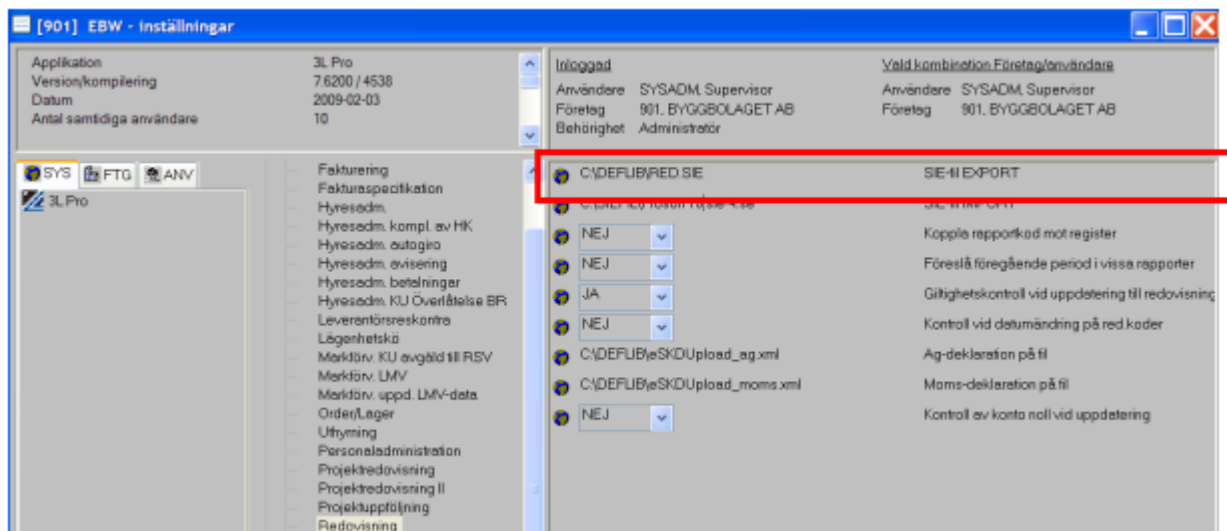 [901] EBW - inställningar
Applikation 3L Pro
Version/kompilering 7.6200 / 4538
Datum 2009-02-03
Antal samtidiga användare 10
Inloggad
Användare SYSADM, Supervisor
Företag 901, BYGGBOLAGET AB
Behörighet Administratör
Vald kombination Företag/användare
Användare SYSADM, Supervisor
Företag 901, BYGGBOLAGET AB
SYS FTG ANV
3L Pro
Fakturering
Fakturaspecifikation
Hyresadm.
Hyresadm. kompl. av HK
Hyresadm. autogiro
Hyresadm. avisering
Hyresadm. betalningar
Hyresadm. KU Överlåtelse BR
Leverantörsreskontra
Lägenhetskö
Markförv. KU avgäld till RSV
Markförv. LMV
Markförv. uppd. LMV-data
Order/Lager
Uthyrning
Personaladministration
Projektredovisning
Projektredovisning II
Projektuppföljning
Redovisning
C:\DEFLIB\RED.SIE SIE-fil EXPORT
NEJ Koppla rapportkod mot register
NEJ Föreslå föregående period i vissa rapporter
JA Giltighetskontroll vid uppdatering till redovisning
NEJ Kontroll vid datumändring på red.koder
C:\DEFLIB\eSKDUpload_ag.xml Ag-deklaration på fil
C:\DEFLIB\eSKDUpload_moms.xml Moms-deklaration på fil
NEJ Kontroll av konto noll vid uppdatering